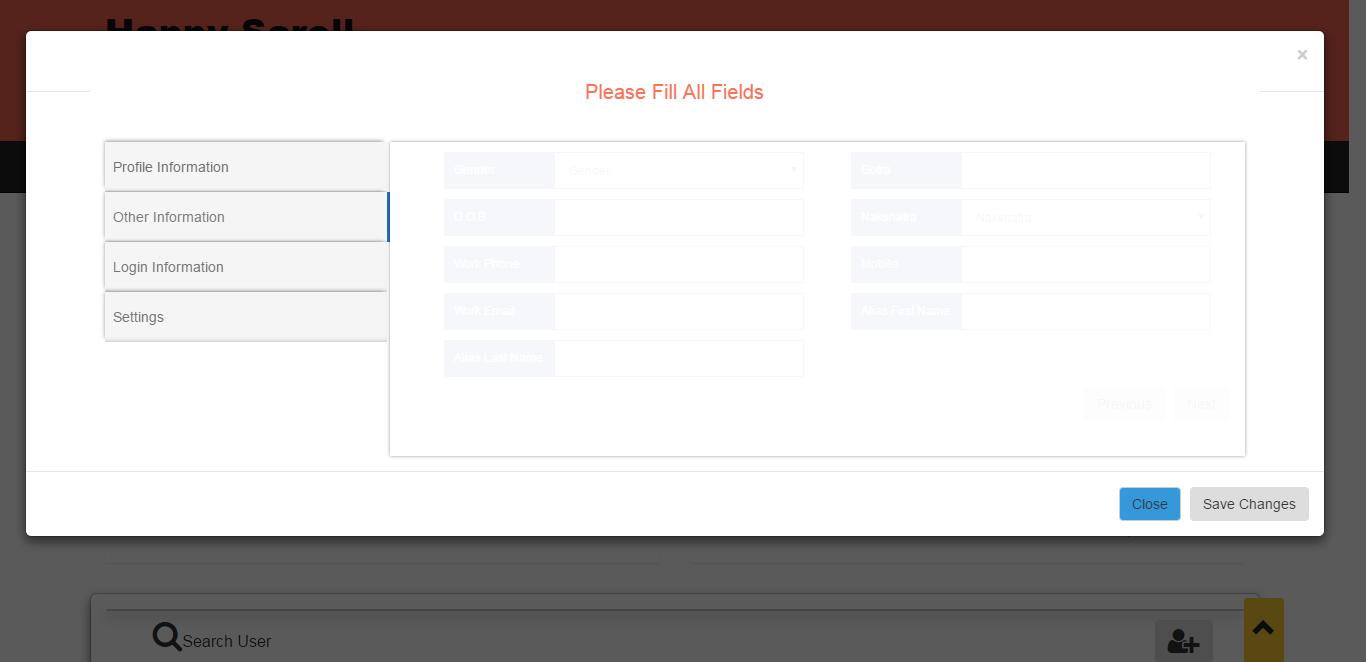 Happy Scroll
×
Please Fill All Fields
Profile Information
Other Information
Login Information
Settings
Gender Gender
Gotra
D.O.B
Nakshatra Nakshatra
Work Phone
Mobile
Work Email
Alias First Name
Alias Last Name
Previous Next
Close Save Changes
Search User